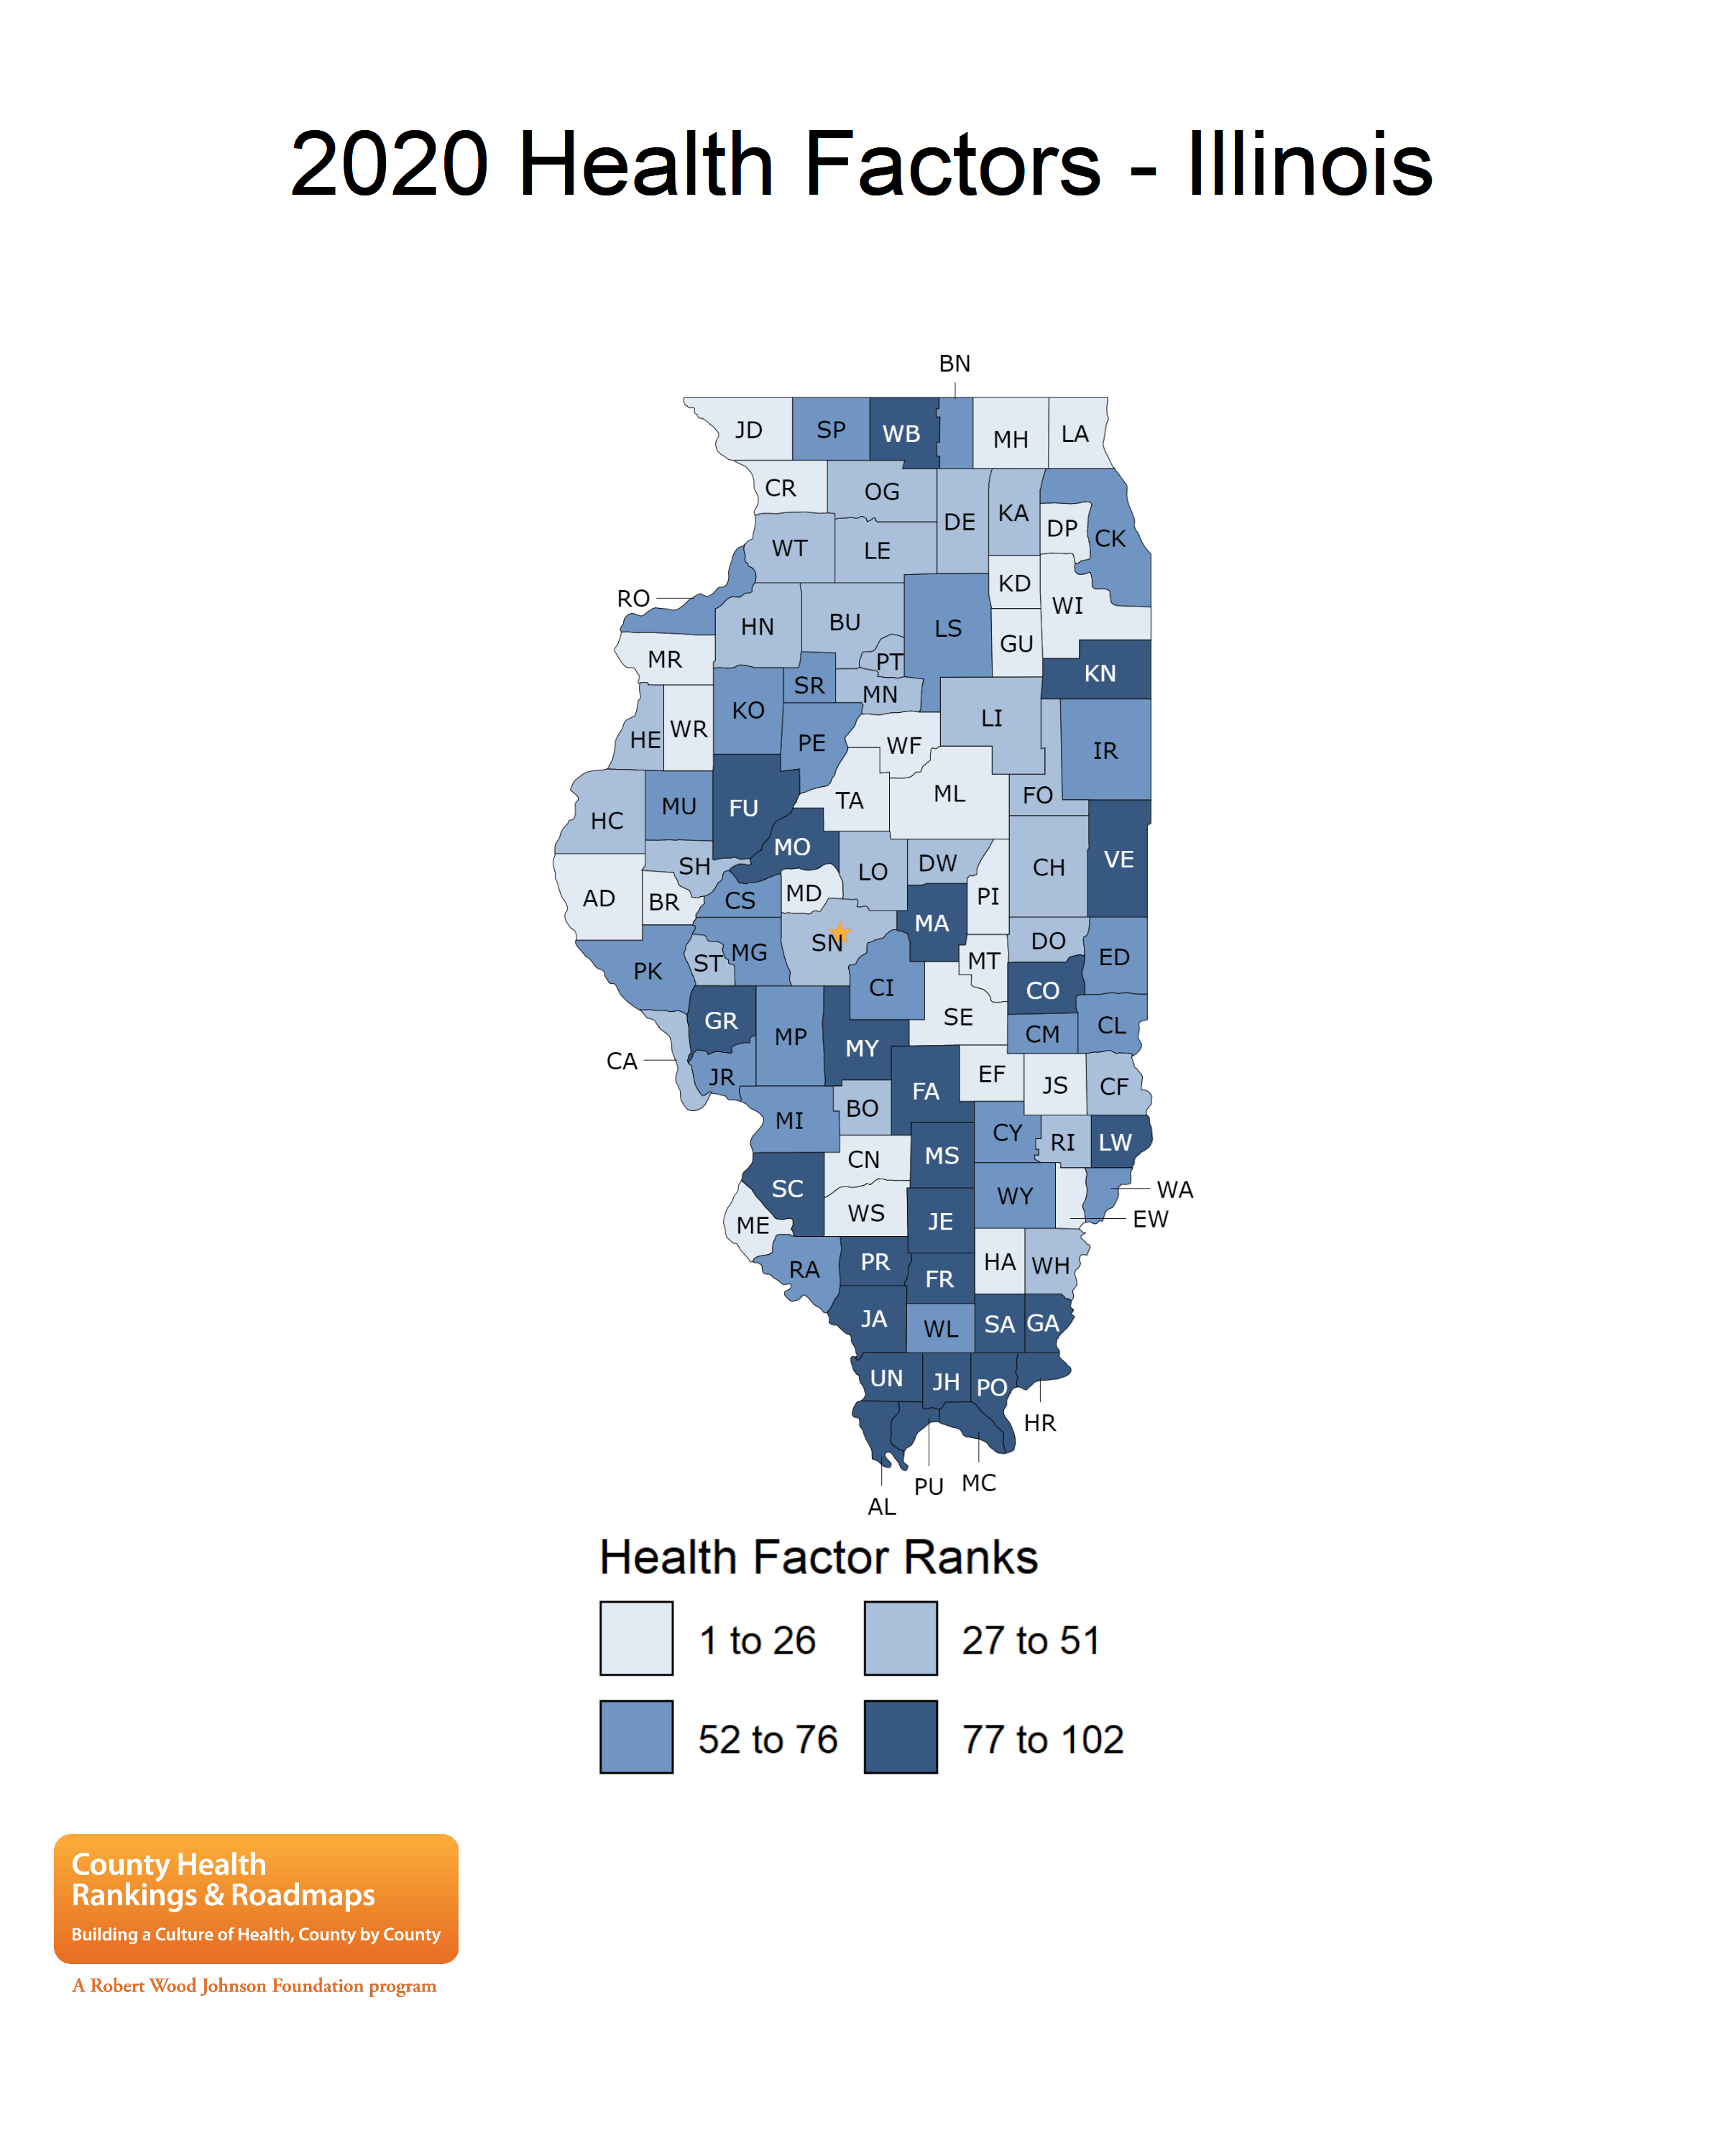 2020 Health Factors - Illinois
BN
JD SP WB MH LA
CR OG DE KA DP CK
WT LE KD WI
RO HN BU LS GU
MR PT KN
SR MN
HE WR KO PE WF LI IR
HC MU FU TA ML FO
SH MO LO DW CH VE
AD BR CS MD PI
MA
PK ST MG SN MT DO ED
CI CO
GR MP MY SE CM CL
CA JR FA EF JS CF
MI BO CY RI LW
CN MS
SC WY WA
ME WS JE EW
RA PR FR HA WH
JA WL SA GA
UN JH PO
HR
PU MC
AL
Health Factor Ranks
1 to 26 27 to 51
52 to 76 77 to 102
County Health
Rankings & Roadmaps
Building a Culture of Health, County by County
A Robert Wood Johnson Foundation program